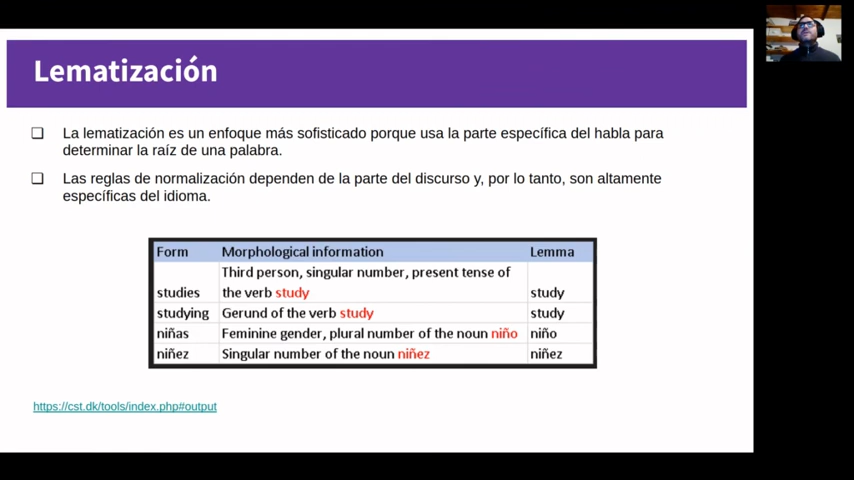 Lematización
La lematización es un enfoque más sofisticado porque usa la parte específica del habla para
determinar la raíz de una palabra.
Las reglas de normalización dependen de la parte del discurso y, por lo tanto, son altamente
específicas del idioma.
Form Morphological information Lemma
Third person, singular number, present tense of
studies the verb study study
studying Gerund of the verb study study
niñas Feminine gender, plural number of the noun niño niño
niñez Singular number of the noun niñez niñez
https://cst.dk/tools/index.php#output